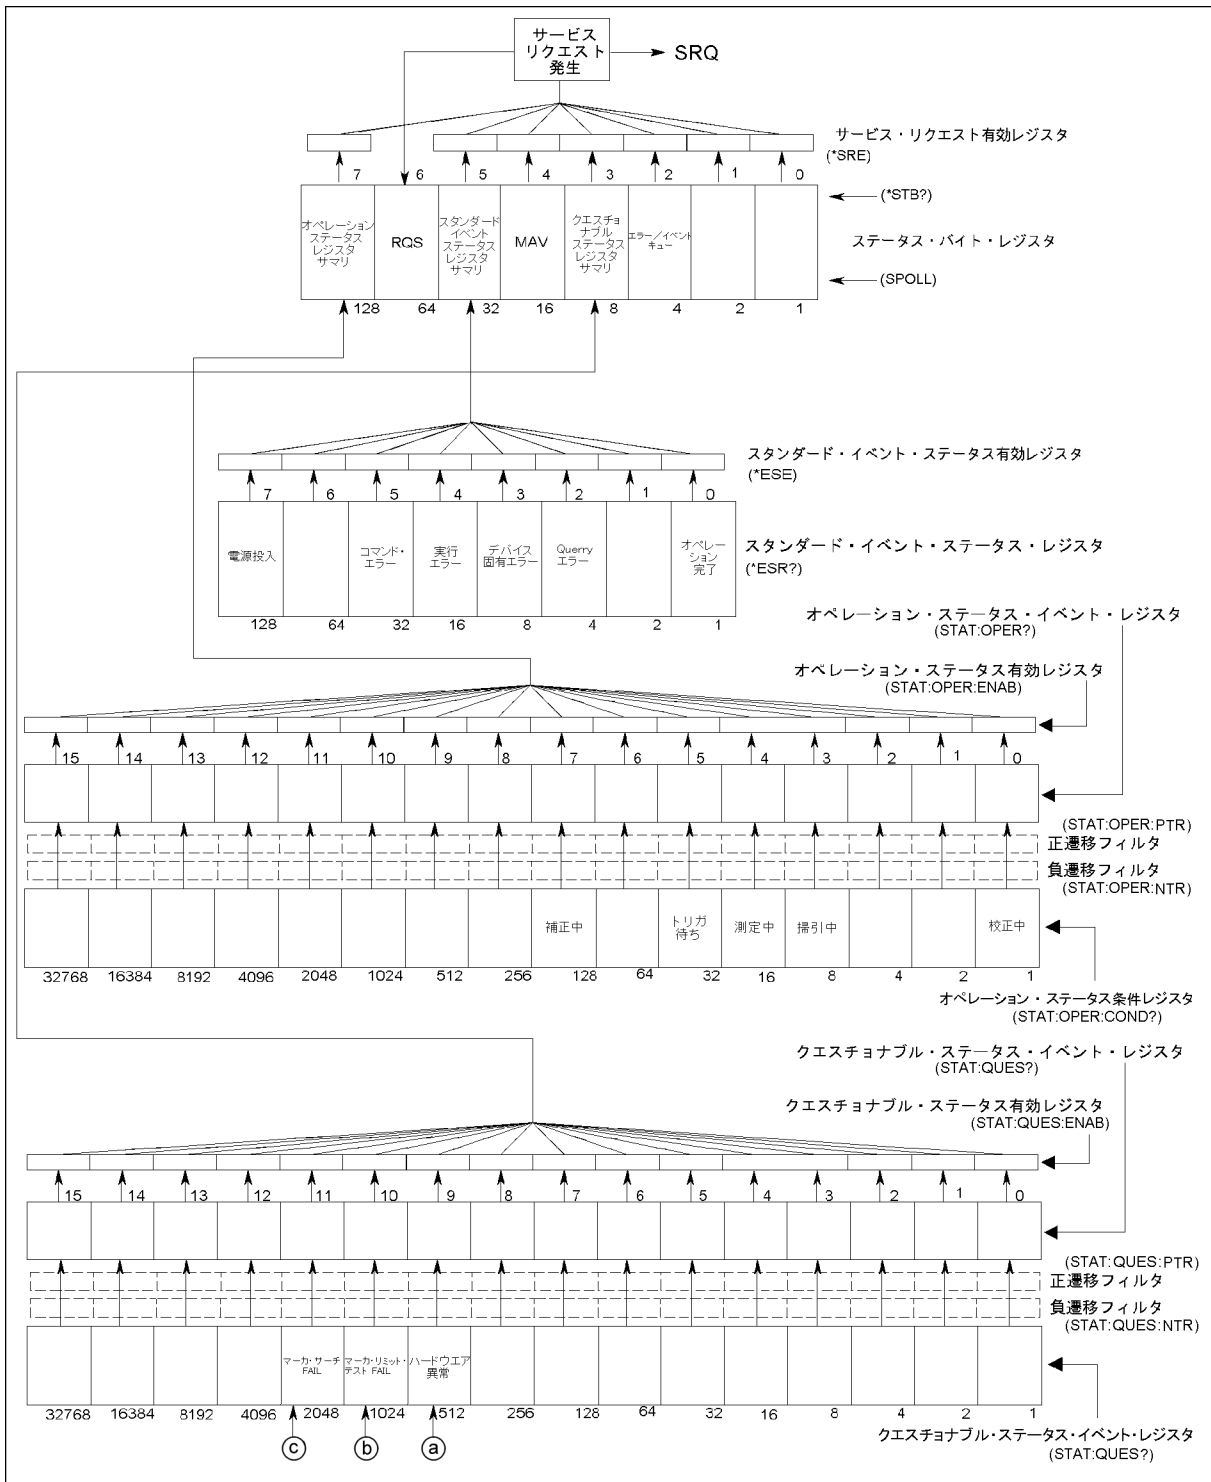 サービス
リクエスト
発生
SRQ
サービス・リクエスト有効レジスタ
(*SRE)
7 6 5 4 3 2 1 0
(*STB?)
オペレーション
ステータス
レジスタ
サマリ
RQS
スタンダード
イベント
ステータス
レジスタ
サマリ
MAV
クエスチョ
ナブル
ステータス
レジスタ
サマリ
エラー/イベント
キュー
ステータス・バイト・レジスタ
(SPOLL)
128 64 32 16 8 4 2 1
スタンダード・イベント・ステータス有効レジスタ
(*ESE)
7 6 5 4 3 2 1 0
電源投入
コマンド・
エラー
実行
エラー
デバイス
固有エラー
Querry
エラー
オペレー
ション
完了
スタンダード・イベント・ステータス・レジスタ
(*ESR?)
128 64 32 16 8 4 2 1
オペレーション・ステータス・イベント・レジスタ
(STAT:OPER?)
オペレーション・ステータス有効レジスタ
(STAT:OPER:ENAB)
15 14 13 12 11 10 9 8 7 6 5 4 3 2 1 0
(STAT:OPER:PTR)
正遷移フィルタ
負遷移フィルタ
(STAT:OPER:NTR)
補正中
トリガ
待ち
測定中
掃引中
校正中
32768 16384 8192 4096 2048 1024 512 256 128 64 32 16 8 4 2 1
オペレーション・ステータス条件レジスタ
(STAT:OPER:COND?)
クエスチョナブル・ステータス・イベント・レジスタ
(STAT:QUES?)
クエスチョナブル・ステータス有効レジスタ
(STAT:QUES:ENAB)
15 14 13 12 11 10 9 8 7 6 5 4 3 2 1 0
(STAT:QUES:PTR)
正遷移フィルタ
負遷移フィルタ
(STAT:QUES:NTR)
マーカ・サーチ
FAIL
マーカ・リミット・
テスト FAIL
ハードウエア
異常
32768 16384 8192 4096 2048 1024 512 256 128 64 32 16 8 4 2 1
クエスチョナブル・ステータス・イベント・レジスタ
(STAT:QUES?)
ⓒ ⓑ ⓐ